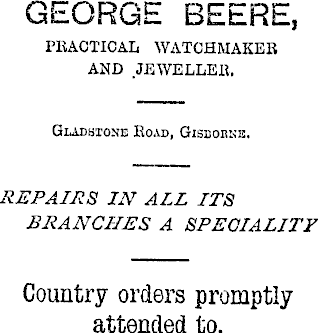 GEORGE BEERE,
PRACTICAL WATCHMAKER
AND JEWELLER.
GLADSTONE ROAD, GISBORNE.
REPAIRS IN ALL ITS
BRANCHES A SPECIALITY
Country orders promptly
attended to.